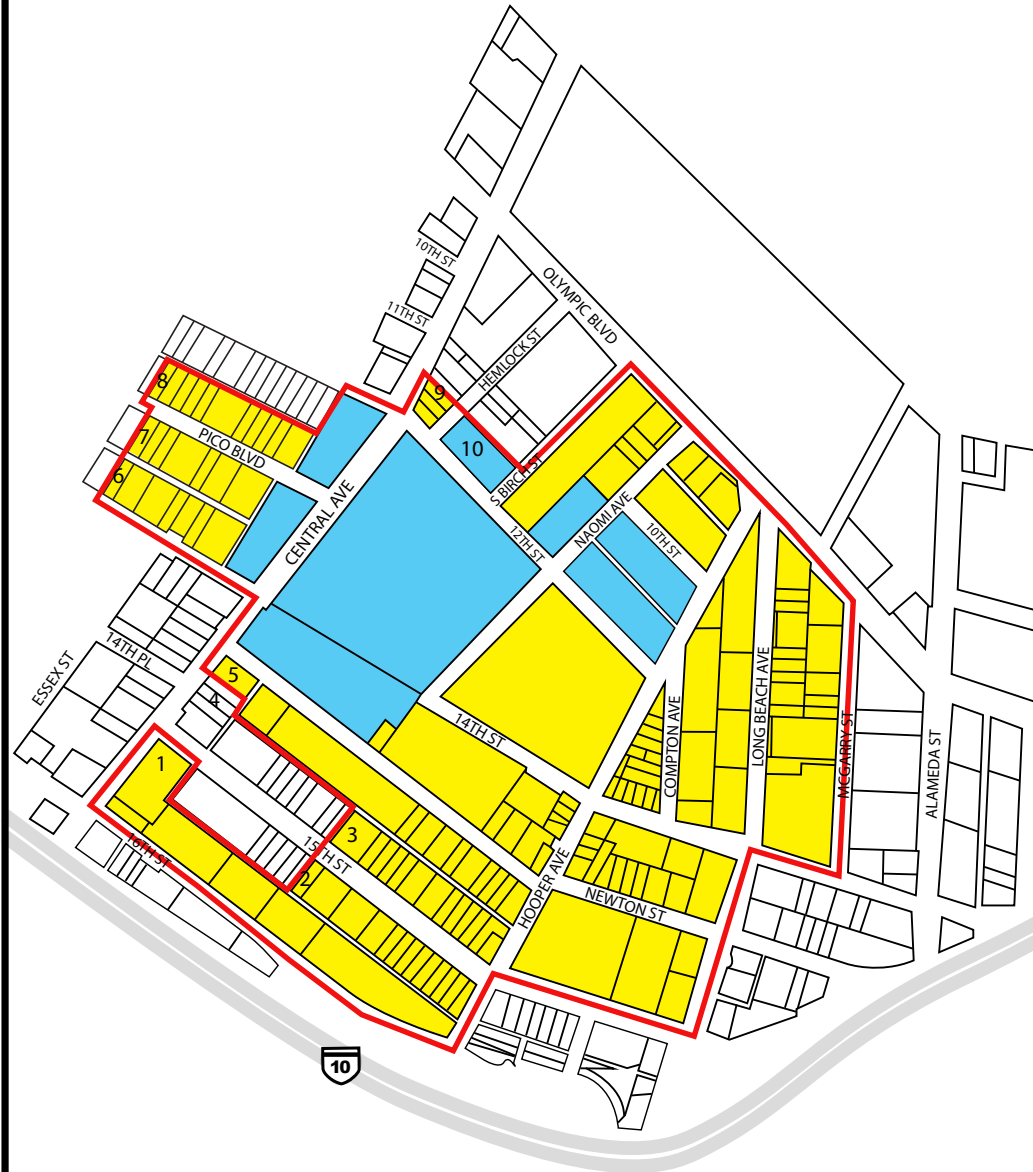 10TH ST
OLYMPIC BLVD
11TH ST
HEMLOCK ST
8
9
7
PICO BLVD
10
6
S BIRCH ST
CENTRAL AVE
12TH ST
NAOMI AVE
10TH ST
14TH PL
ESSEX ST
5
4
14TH ST
COMPTON AVE
LONG BEACH AVE
MCGARRY ST
ALAMEDA ST
1
3
15TH ST
16TH ST
2
HOOPER AVE
NEWTON ST
10